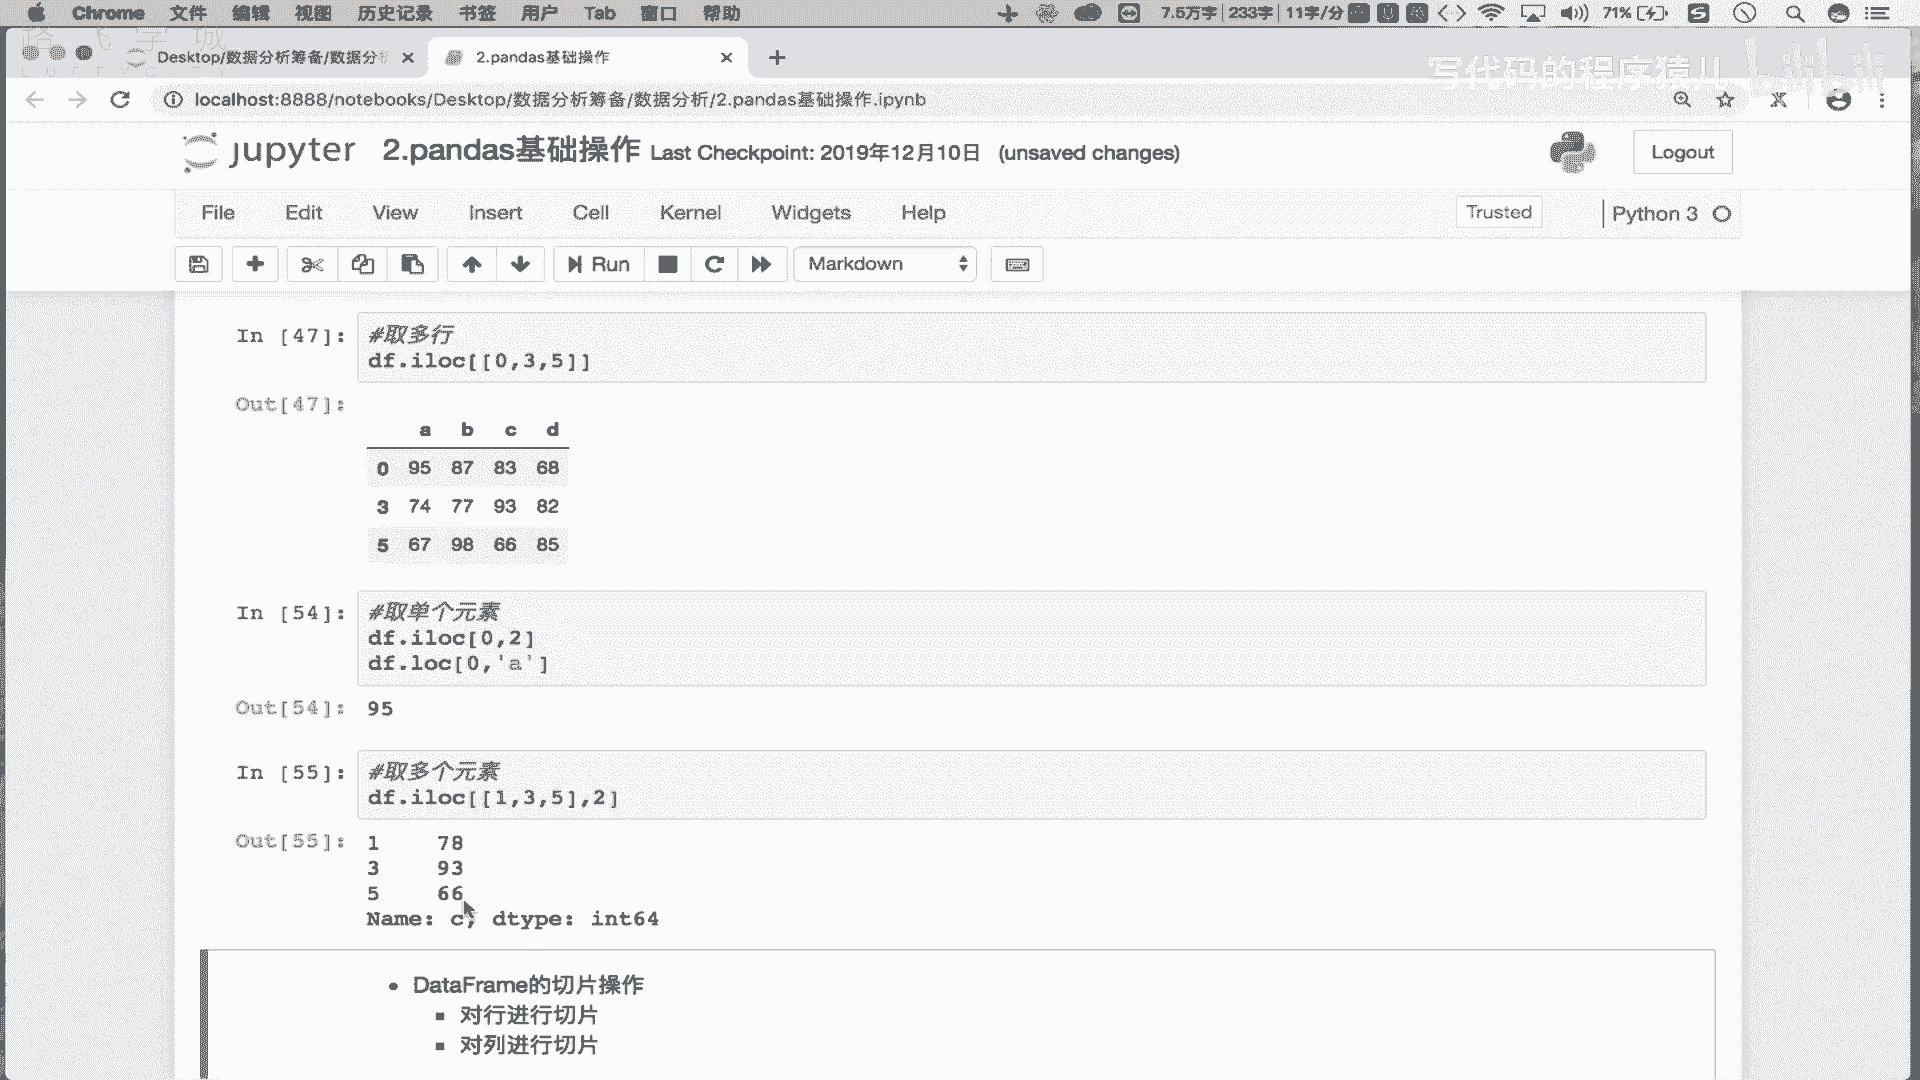 Chrome 文件 编辑 视图 历史记录 书签 用户 Tab 窗口 帮助 7.5万字 233字 11字/分 71%
Desktop/数据分析筹备/数据分析
2.pandas基础操作
写代码的程序猿儿 bilibili
localhost:8888/notebooks/Desktop/数据分析筹备/数据分析/2.pandas基础操作.ipynb
jupyter 2.pandas基础操作 Last Checkpoint: 2019年12月10日 (unsaved changes)
Logout
File Edit View Insert Cell Kernel Widgets Help Trusted Python 3
Run Markdown
In [47]: #取多行
df.iloc[[0,3,5]]
Out[47]:
a b c d
0 95 87 83 68
3 74 77 93 82
5 67 98 66 85
In [54]: #取单个元素
df.iloc[0,2]
df.loc[0,'a']
Out[54]: 95
In [55]: #取多个元素
df.iloc[[1,3,5],2]
Out[55]: 1 78
3 93
5 66
Name: c, dtype: int64
DataFrame的切片操作
对行进行切片
对列进行切片